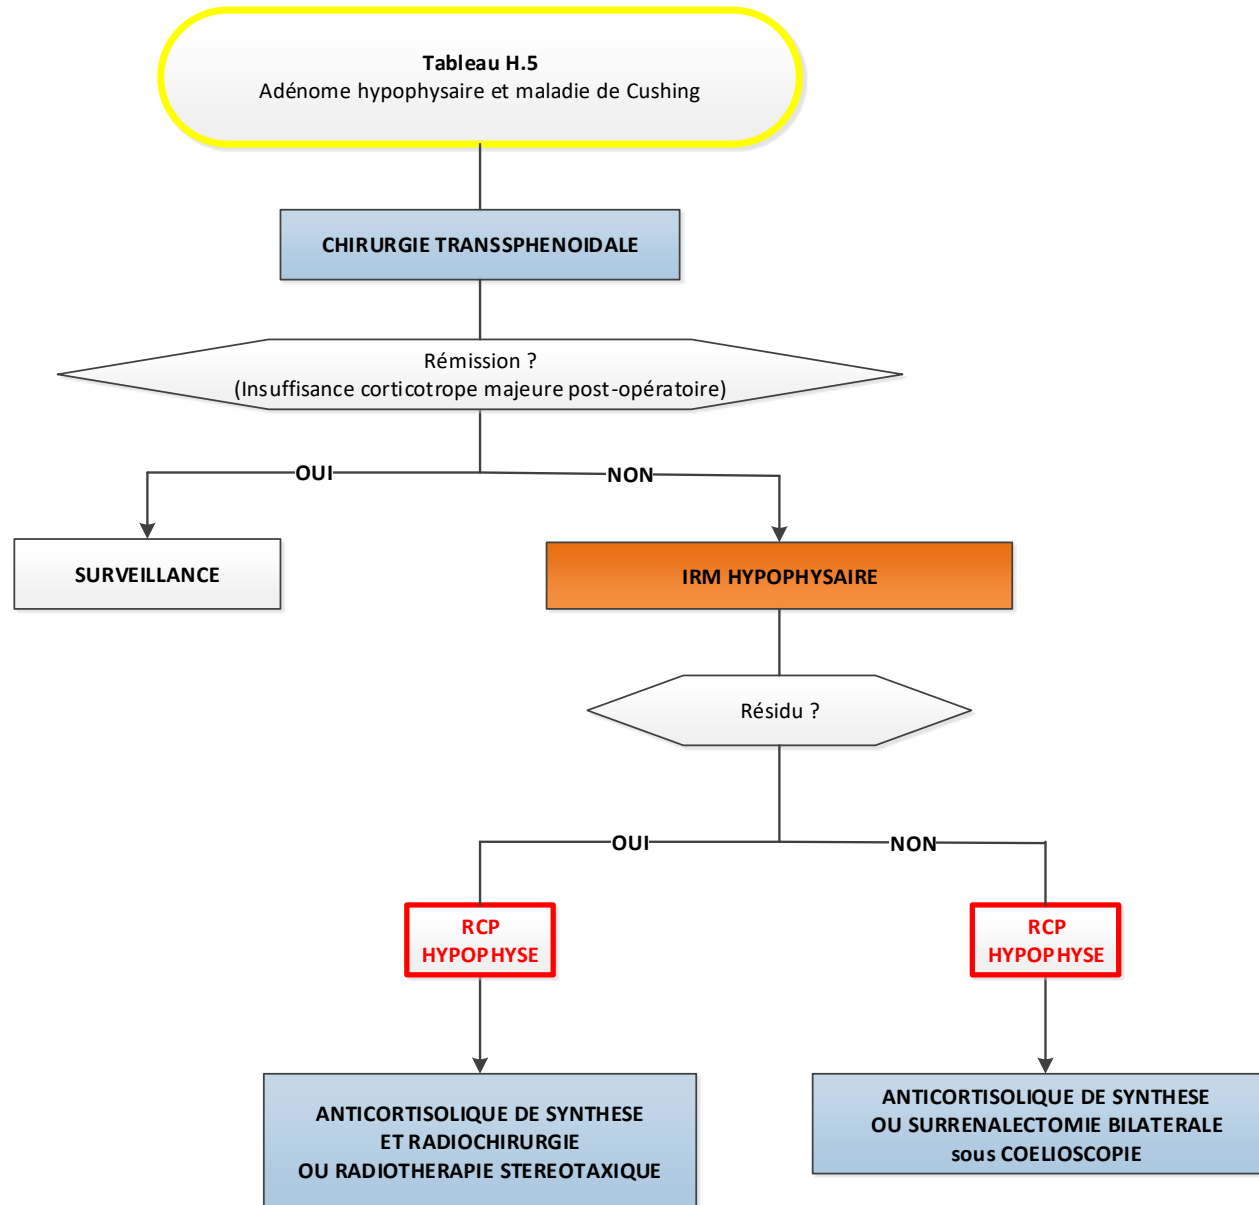 Tableau H.5
Adénome hypophysaire et maladie de Cushing
CHIRURGIE TRANSSPHENOIDALE
Rémission ?
(Insuffisance corticotrope majeure post-opératoire)
OUI
NON
SURVEILLANCE
IRM HYPOPHYSAIRE
Résidu ?
OUI
NON
RCP
HYPOPHYSE
RCP
HYPOPHYSE
ANTICORTISOLIQUE DE SYNTHESE
ET RADIOCHIRURGIE
OU RADIOTHERAPIE STEREOTAXIQUE
ANTICORTISOLIQUE DE SYNTHESE
OU SURRENALECTOMIE BILATERALE
sous COELIOSCOPIE